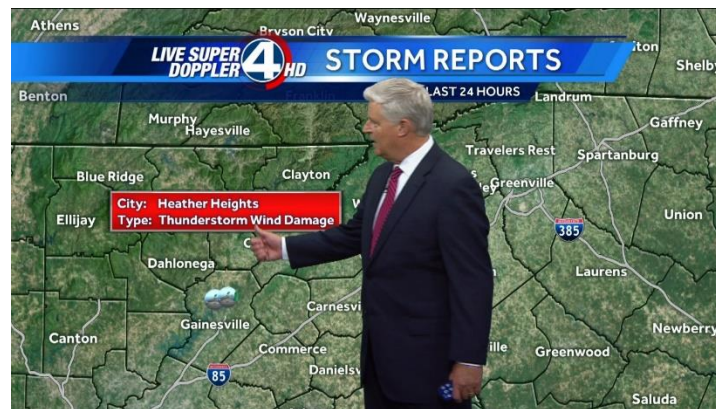 Waynesville
Athens
Bryson City
LIVE SUPER
DOPPLER 4 HD
STORM REPORTS
Shelby
Benton
LAST 24 HOURS
Landrum
Murphy
Hayesville
Gaffney
Travelers Rest
Spartanburg
Blue Ridge
Clayton
Greenville
City: Heather Heights
Type: Thunderstorm Wind Damage
Ellijay
Union
385
Dahlonega
Laurens
Carnesvi
Gainesville
Newberry
Canton
Commerce
Greenwood
85
Daniels
Saluda